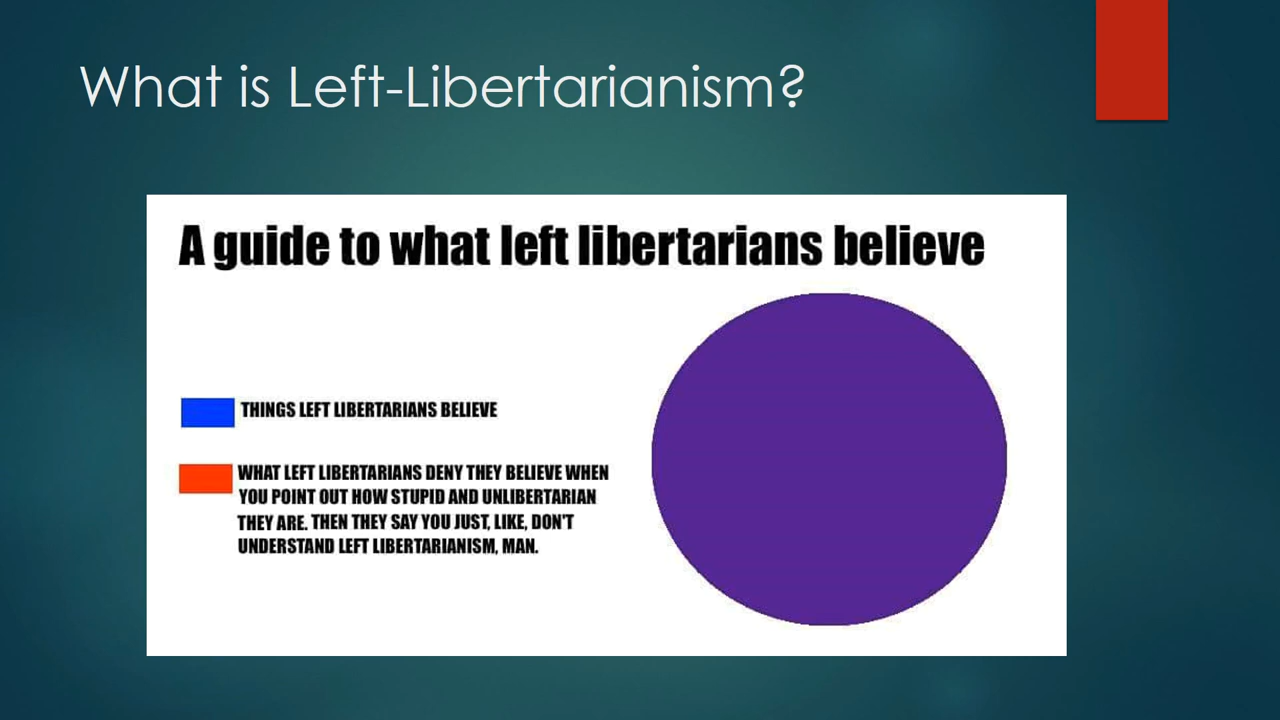 What is Left-Libertarianism?
A guide to what left libertarians believe
THINGS LEFT LIBERTARIANS BELIEVE
WHAT LEFT LIBERTARIANS DENY THEY BELIEVE WHEN
YOU POINT OUT HOW STUPID AND UNLIBERTARIAN
THEY ARE. THEN THEY SAY YOU JUST, LIKE, DON'T
UNDERSTAND LEFT LIBERTARIANISM, MAN.